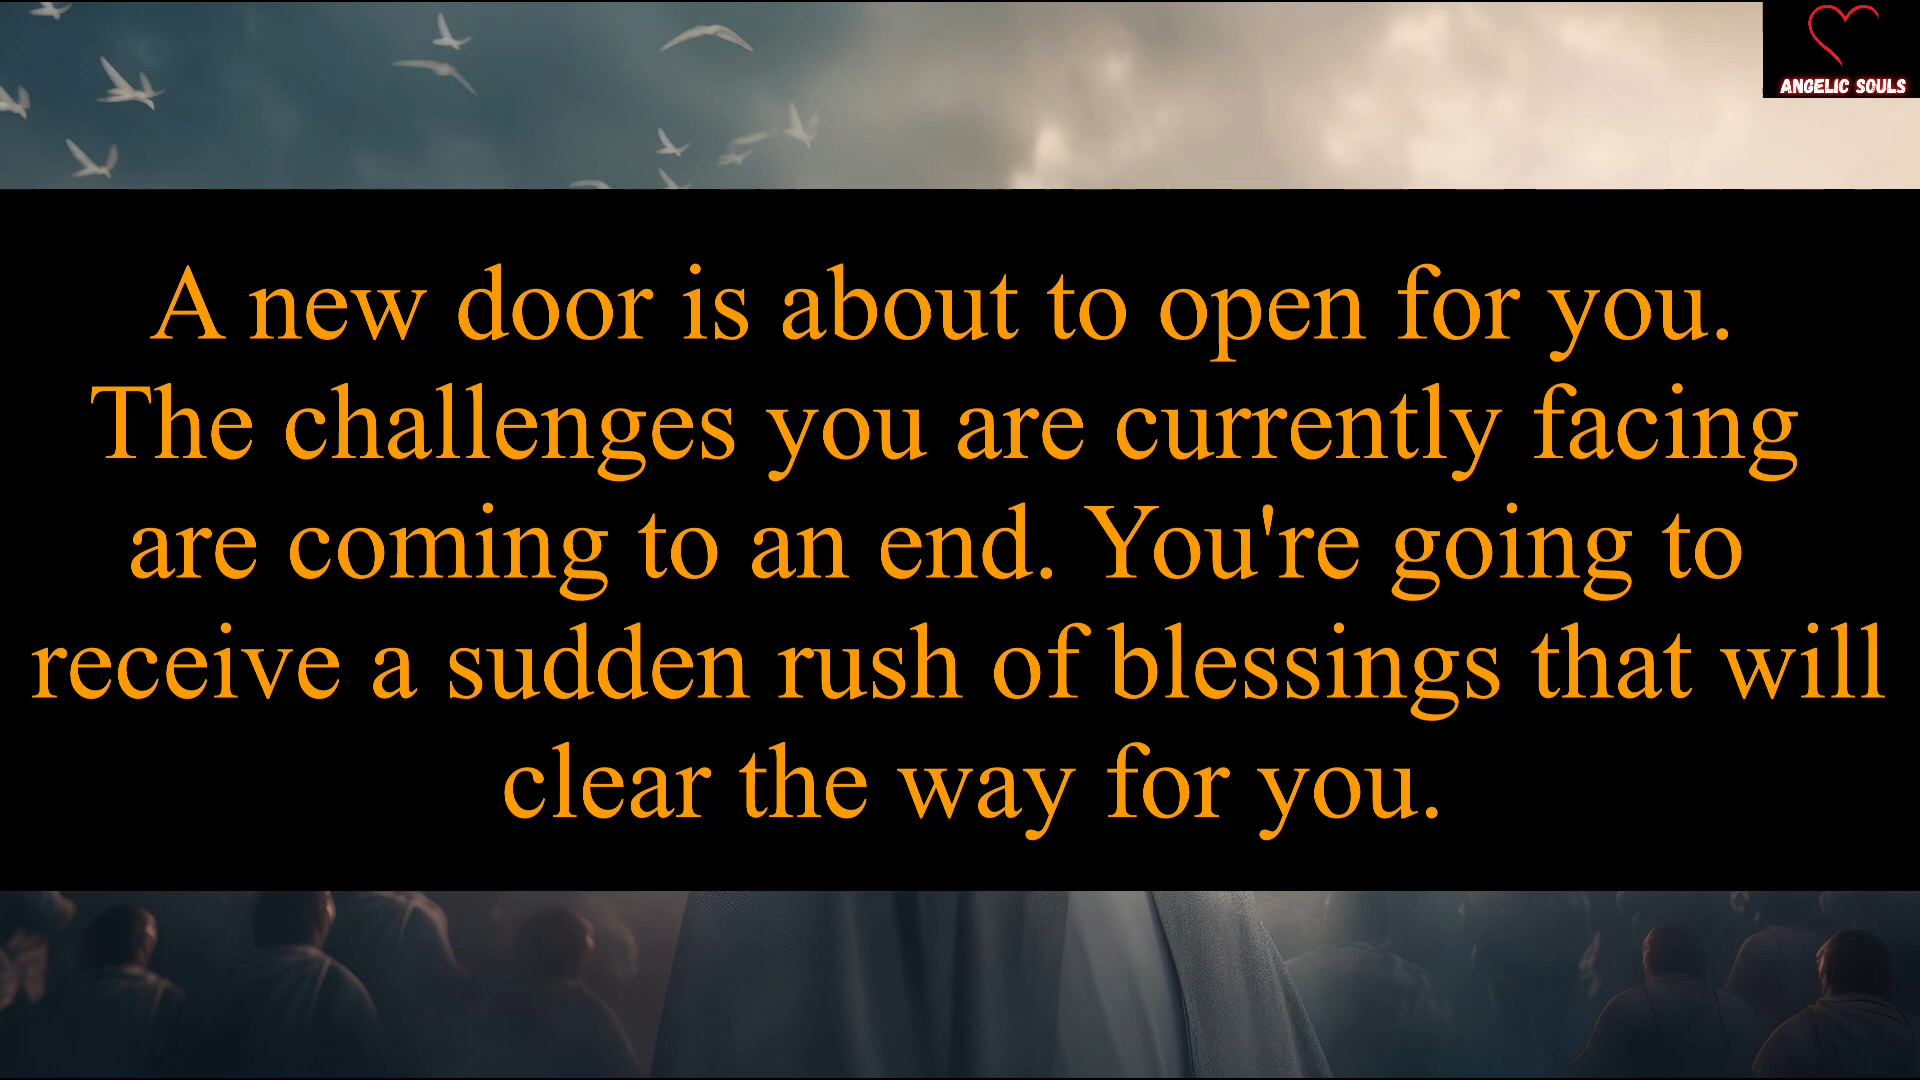 ANGELIC SOULS
A new door is about to open for you.
The challenges you are currently facing
are coming to an end. You're going to
receive a sudden rush of blessings that will
clear the way for you.